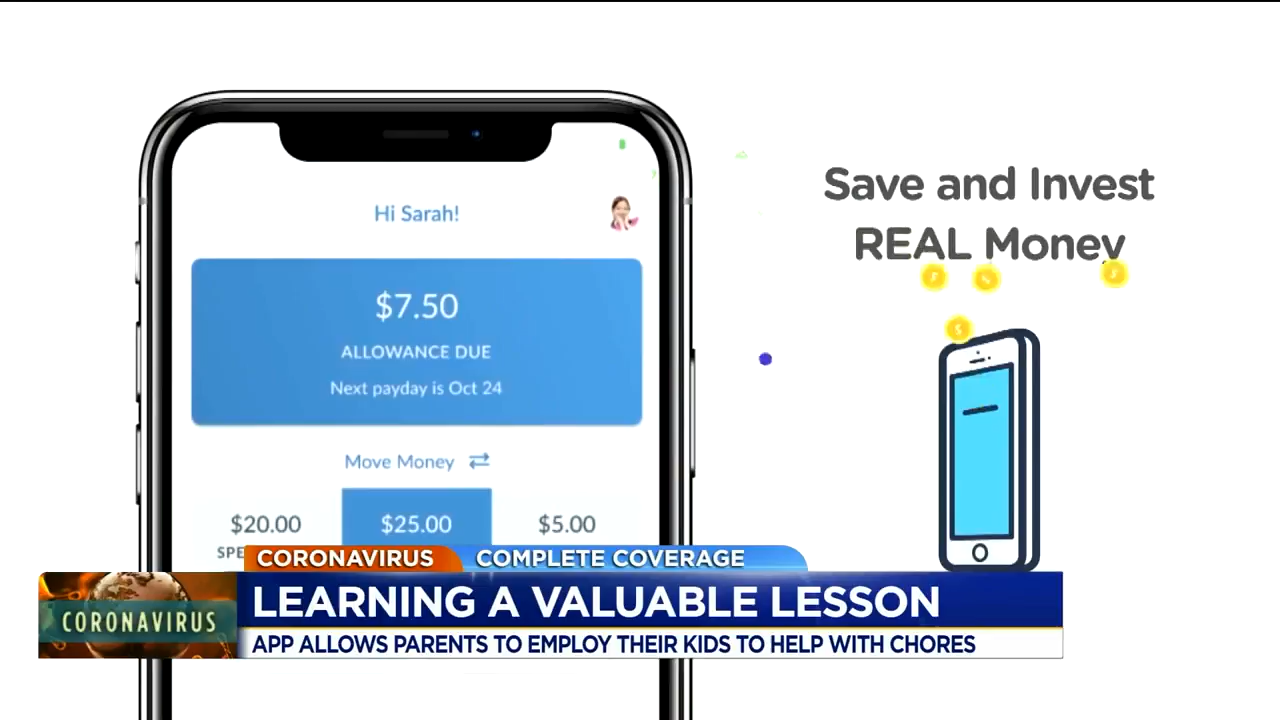 Save and Invest
REAL Money
Hi Sarah!
$7.50
ALLOWANCE DUE
Next payday is Oct 24
Move Money
$20.00
$25.00
$5.00
SPE
CORONAVIRUS
COMPLETE COVERAGE
CORONAVIRUS
LEARNING A VALUABLE LESSON
APP ALLOWS PARENTS TO EMPLOY THEIR KIDS TO HELP WITH CHORES